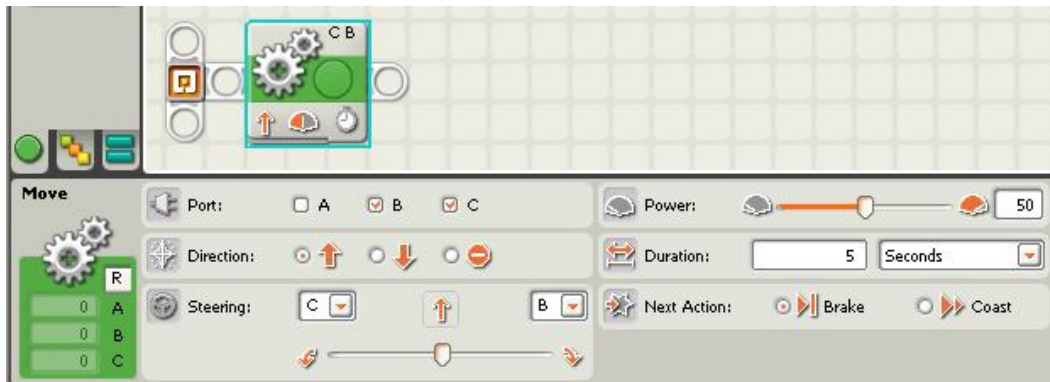 C B
Move
Port: A B C
Power: 50
Direction:
Duration: 5 Seconds
R
0 A
0 B
0 C
Steering: C B
Next Action: Brake Coast